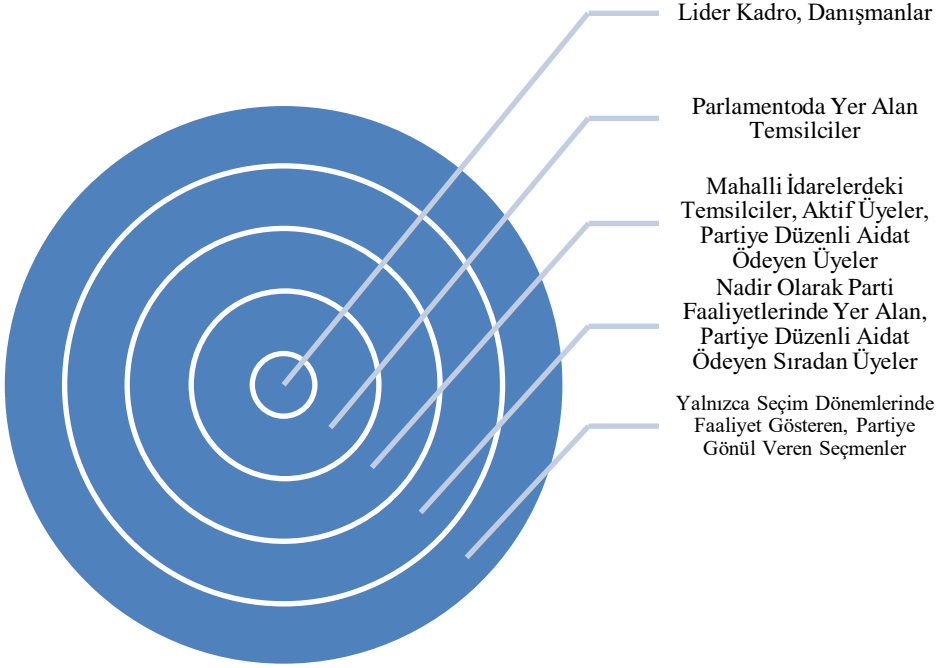 Lider Kadro, Danışmanlar
Parlamentoda Yer Alan
Temsilciler
Mahalli İdarelerdeki
Temsilciler, Aktif Üyeler,
Partiye Düzenli Aidat
Ödeyen Üyeler
Nadir Olarak Parti
Faaliyetlerinde Yer Alan,
Partiye Düzenli Aidat
Ödeyen Sıradan Üyeler
Yalnızca Seçim Dönemlerinde
Faaliyet Gösteren, Partiye
Gönül Veren Seçmenler